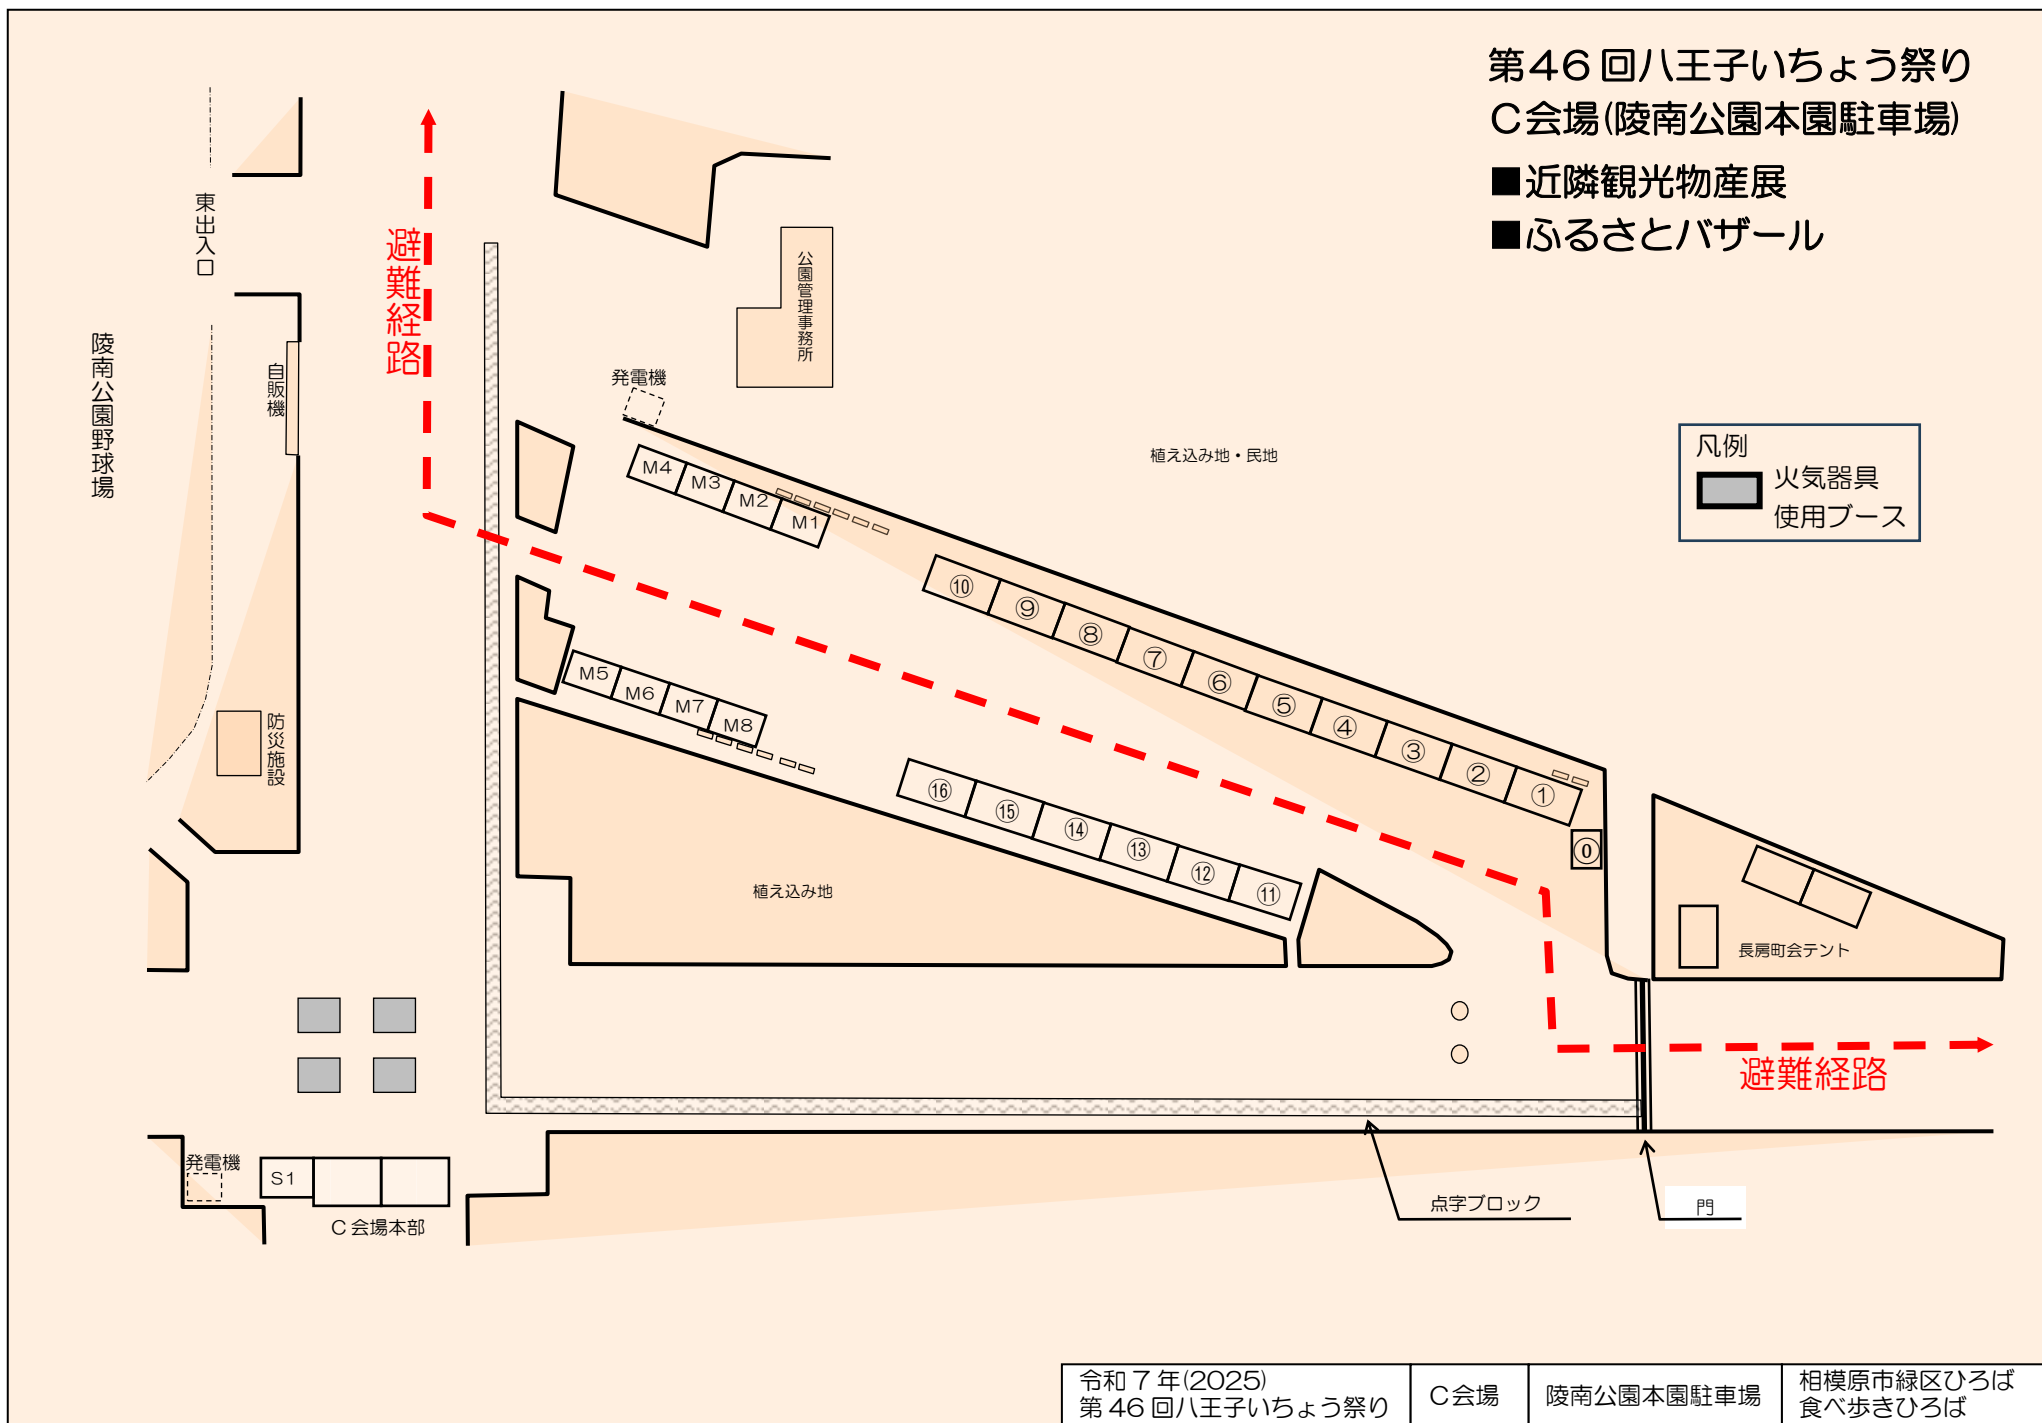 第46回八王子いちょう祭り
C会場(陵南公園本園駐車場)
■近隣観光物産展
■ふるさとバザール
東出入口
避難経路
公園管理事務所
陵南公園野球場
自販機
発電機
植え込み地・民地
凡例
火気器具
使用ブース
M4
M3
M2
M1
⑩
⑨
⑧
⑦
⑥
⑤
④
③
②
①
⓪
M5
M6
M7
M8
防災施設
⑯
⑮
⑭
⑬
⑫
⑪
植え込み地
長房町会テント
避難経路
発電機
S1
C会場本部
点字ブロック
門
令和7年(2025)
第46回八王子いちょう祭り
C会場
陵南公園本園駐車場
相模原市緑区ひろば
食べ歩きひろば